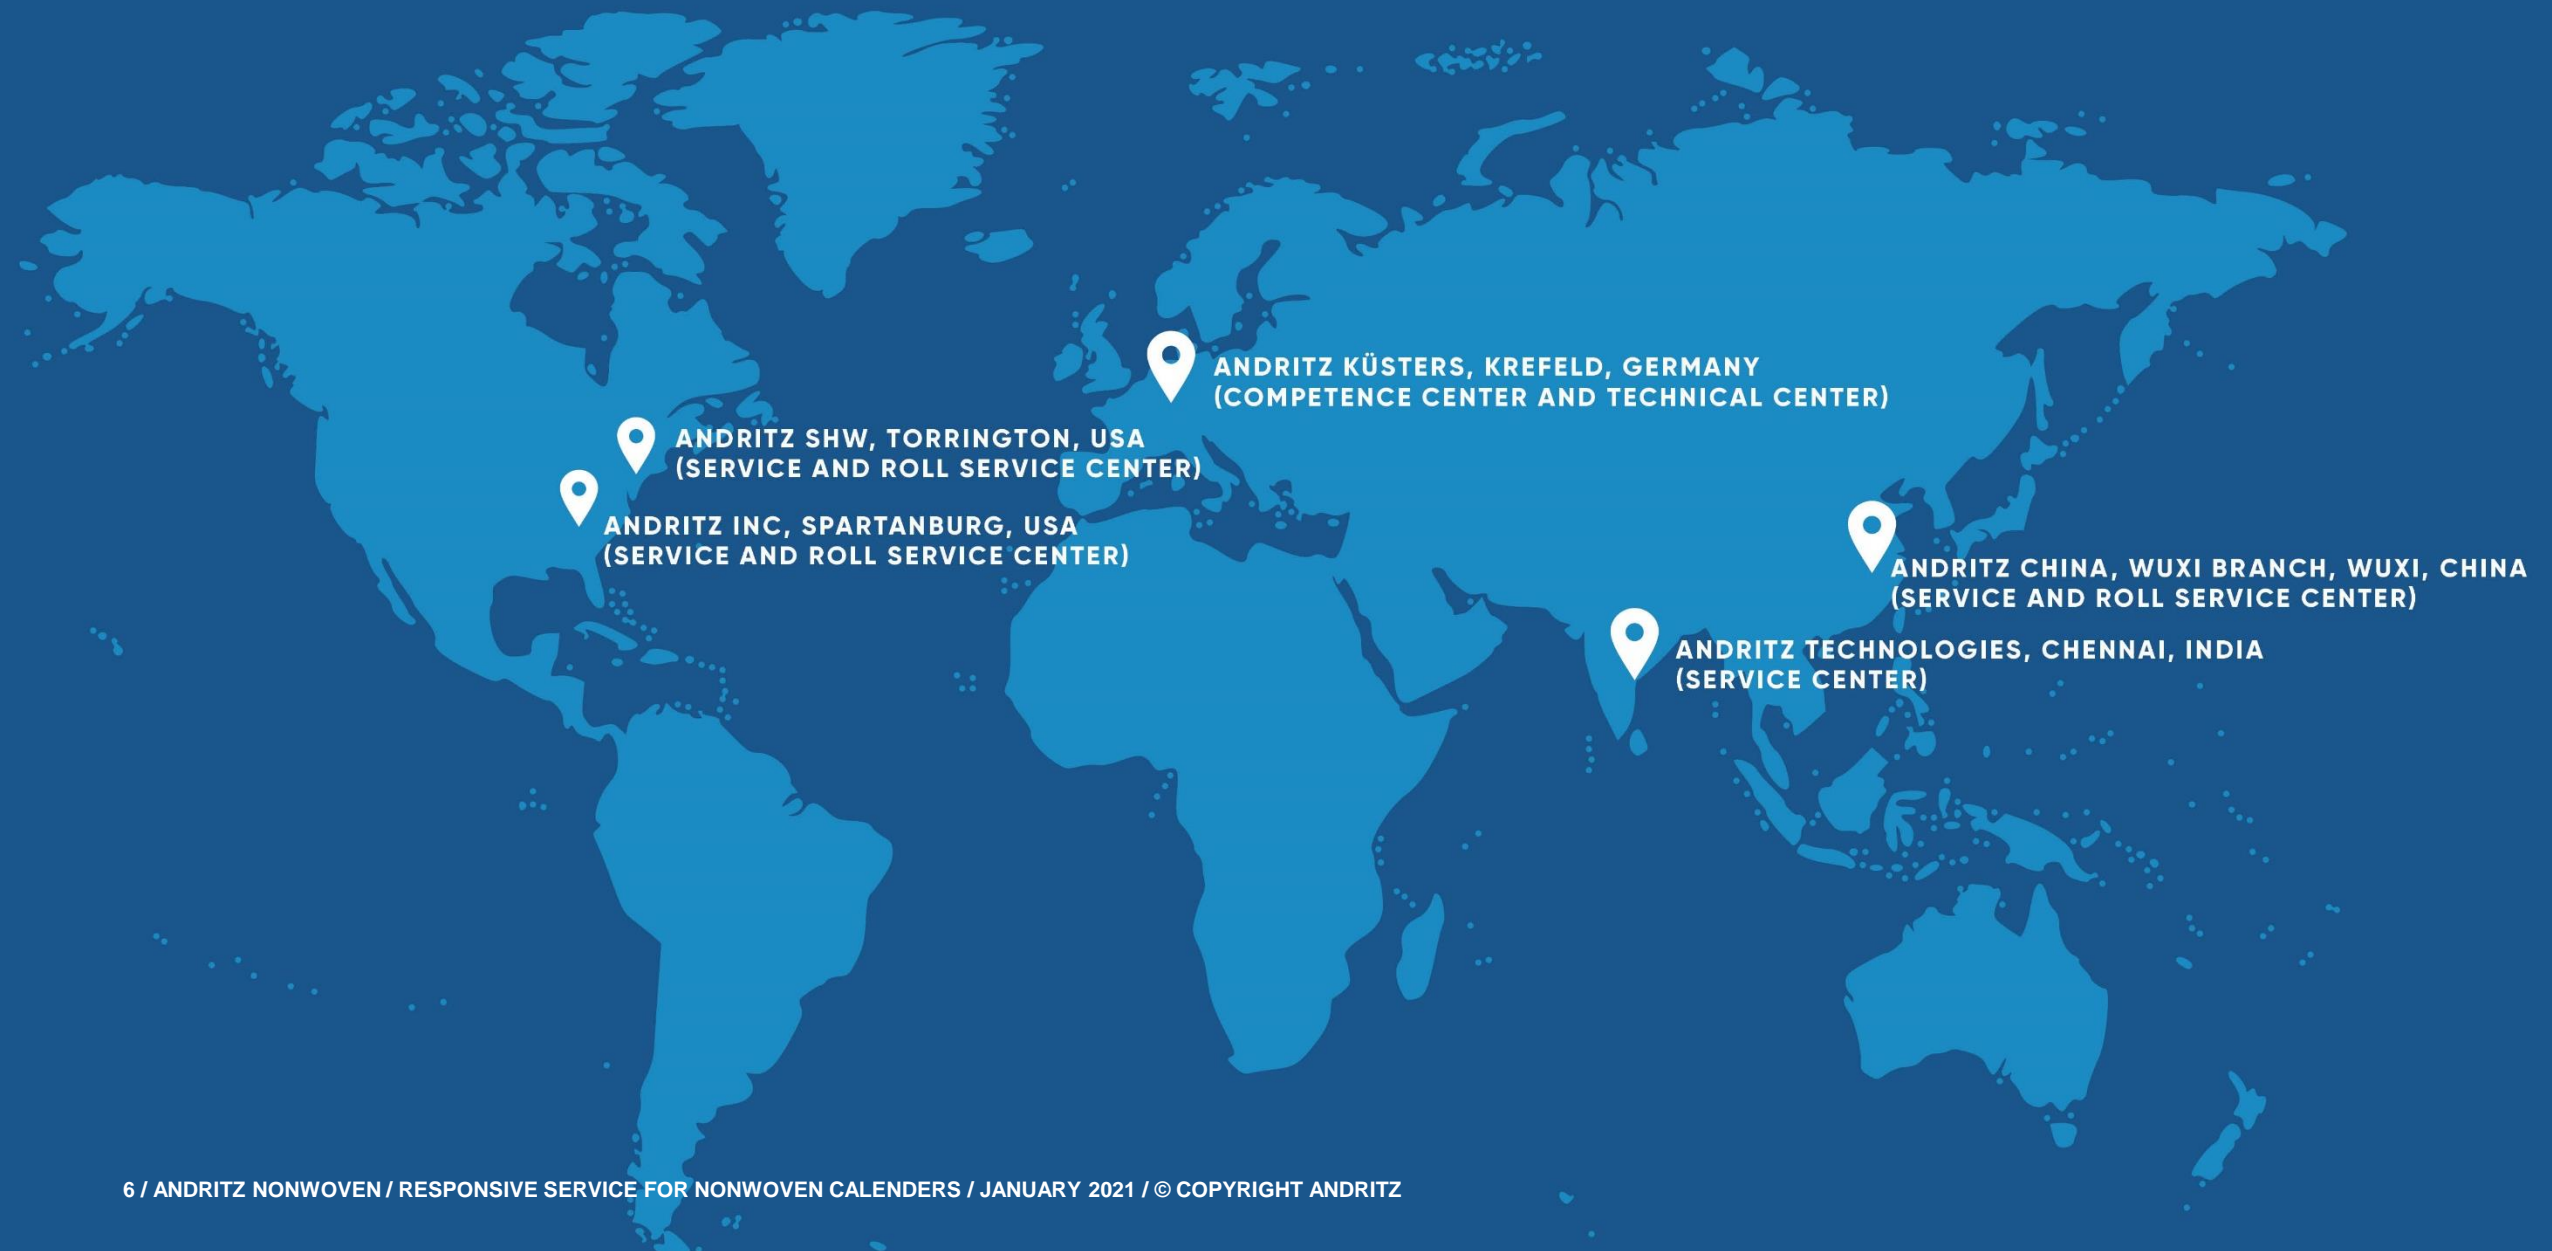 ANDRITZ KÜSTERS, KREFELD, GERMANY
(COMPETENCE CENTER AND TECHNICAL CENTER)
ANDRITZ SHW, TORRINGTON, USA
(SERVICE AND ROLL SERVICE CENTER)
ANDRITZ INC, SPARTANBURG, USA
(SERVICE AND ROLL SERVICE CENTER)
ANDRITZ CHINA, WUXI BRANCH, WUXI, CHINA
(SERVICE AND ROLL SERVICE CENTER)
ANDRITZ TECHNOLOGIES, CHENNAI, INDIA
(SERVICE CENTER)
6 / ANDRITZ NONWOVEN / RESPONSIVE SERVICE FOR NONWOVEN CALENDERS / JANUARY 2021 / © COPYRIGHT ANDRITZ